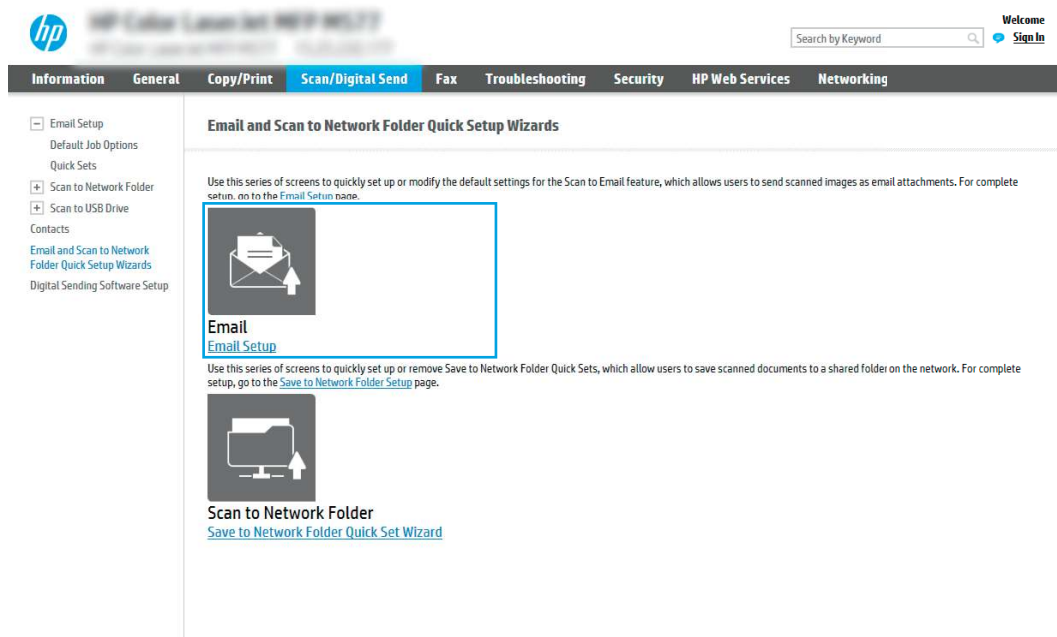 hp
Welcome
Search by Keyword
Sign In
Information General Copy/Print Scan/Digital Send Fax Troubleshooting Security HP Web Services Networking
Email Setup
Default Job Options
Quick Sets
Scan to Network Folder
Scan to USB Drive
Contacts
Email and Scan to Network
Folder Quick Setup Wizards
Digital Sending Software Setup
Email and Scan to Network Folder Quick Setup Wizards
Use this series of screens to quickly set up or modify the default settings for the Scan to Email feature, which allows users to send scanned images as email attachments. For complete
setup, go to the Email Setup page.
Email
Email Setup
Use this series of screens to quickly set up or remove Save to Network Folder Quick Sets, which allow users to save scanned documents to a shared folder on the network. For complete
setup, go to the Save to Network Folder Setup page.
Scan to Network Folder
Save to Network Folder Quick Set Wizard